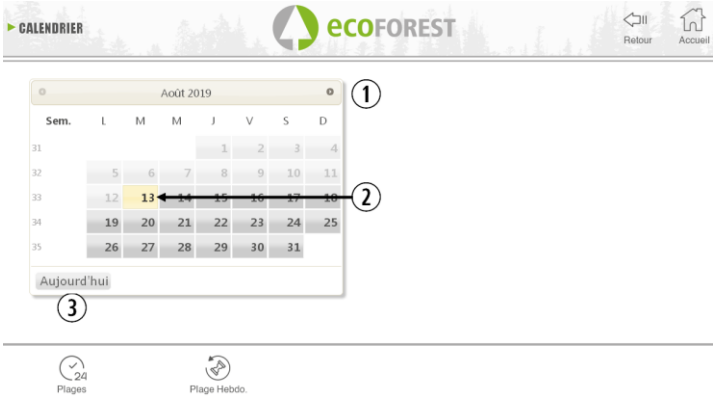 CALENDRIER
ecoFOREST
Retour
Accueil
Août 2019
1
Sem. L M M J V S D
31 1 2 3 4
32 5 6 7 8 9 10 11
33 12 13 14 15 16 17 18
2
34 19 20 21 22 23 24 25
35 26 27 28 29 30 31
Aujourd'hui
3
24
Plages
Plage Hebdo.